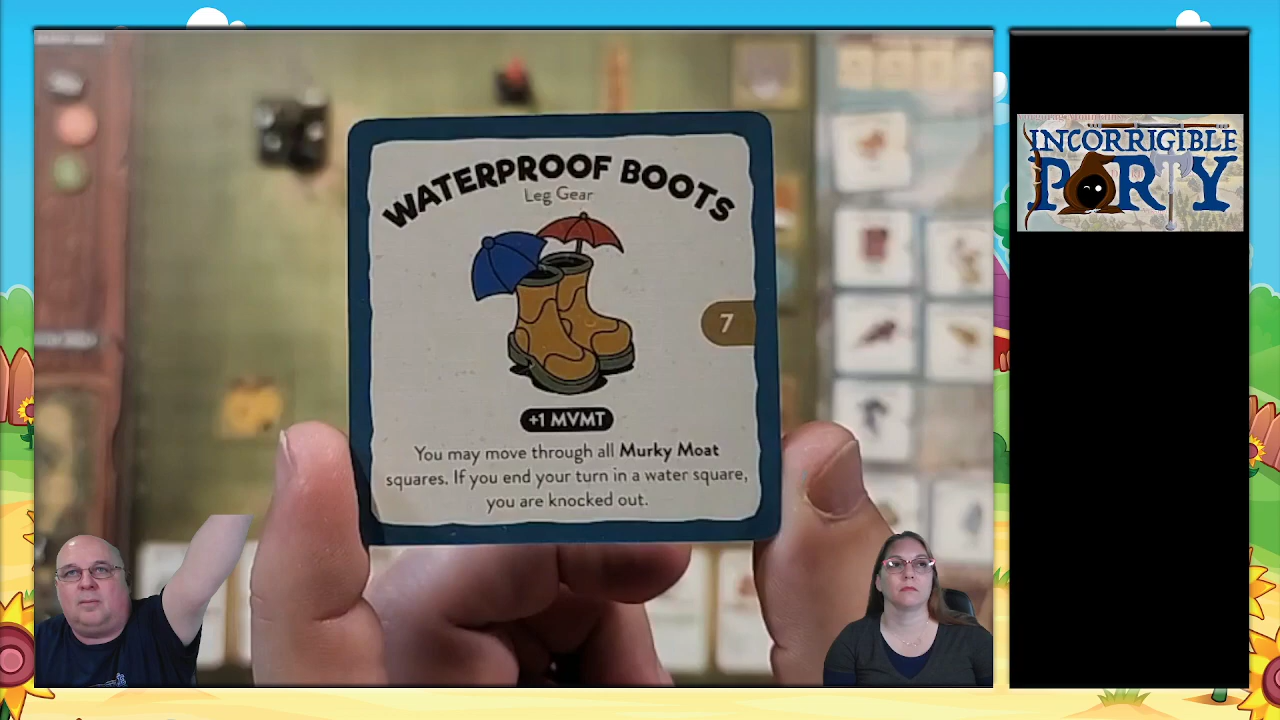 WATERPROOF BOOTS
Leg Gear
7
+1 MVMT
You may move through all Murky Moat
squares. If you end your turn in a water square,
you are knocked out.
INCORRIGIBLE
PARTY